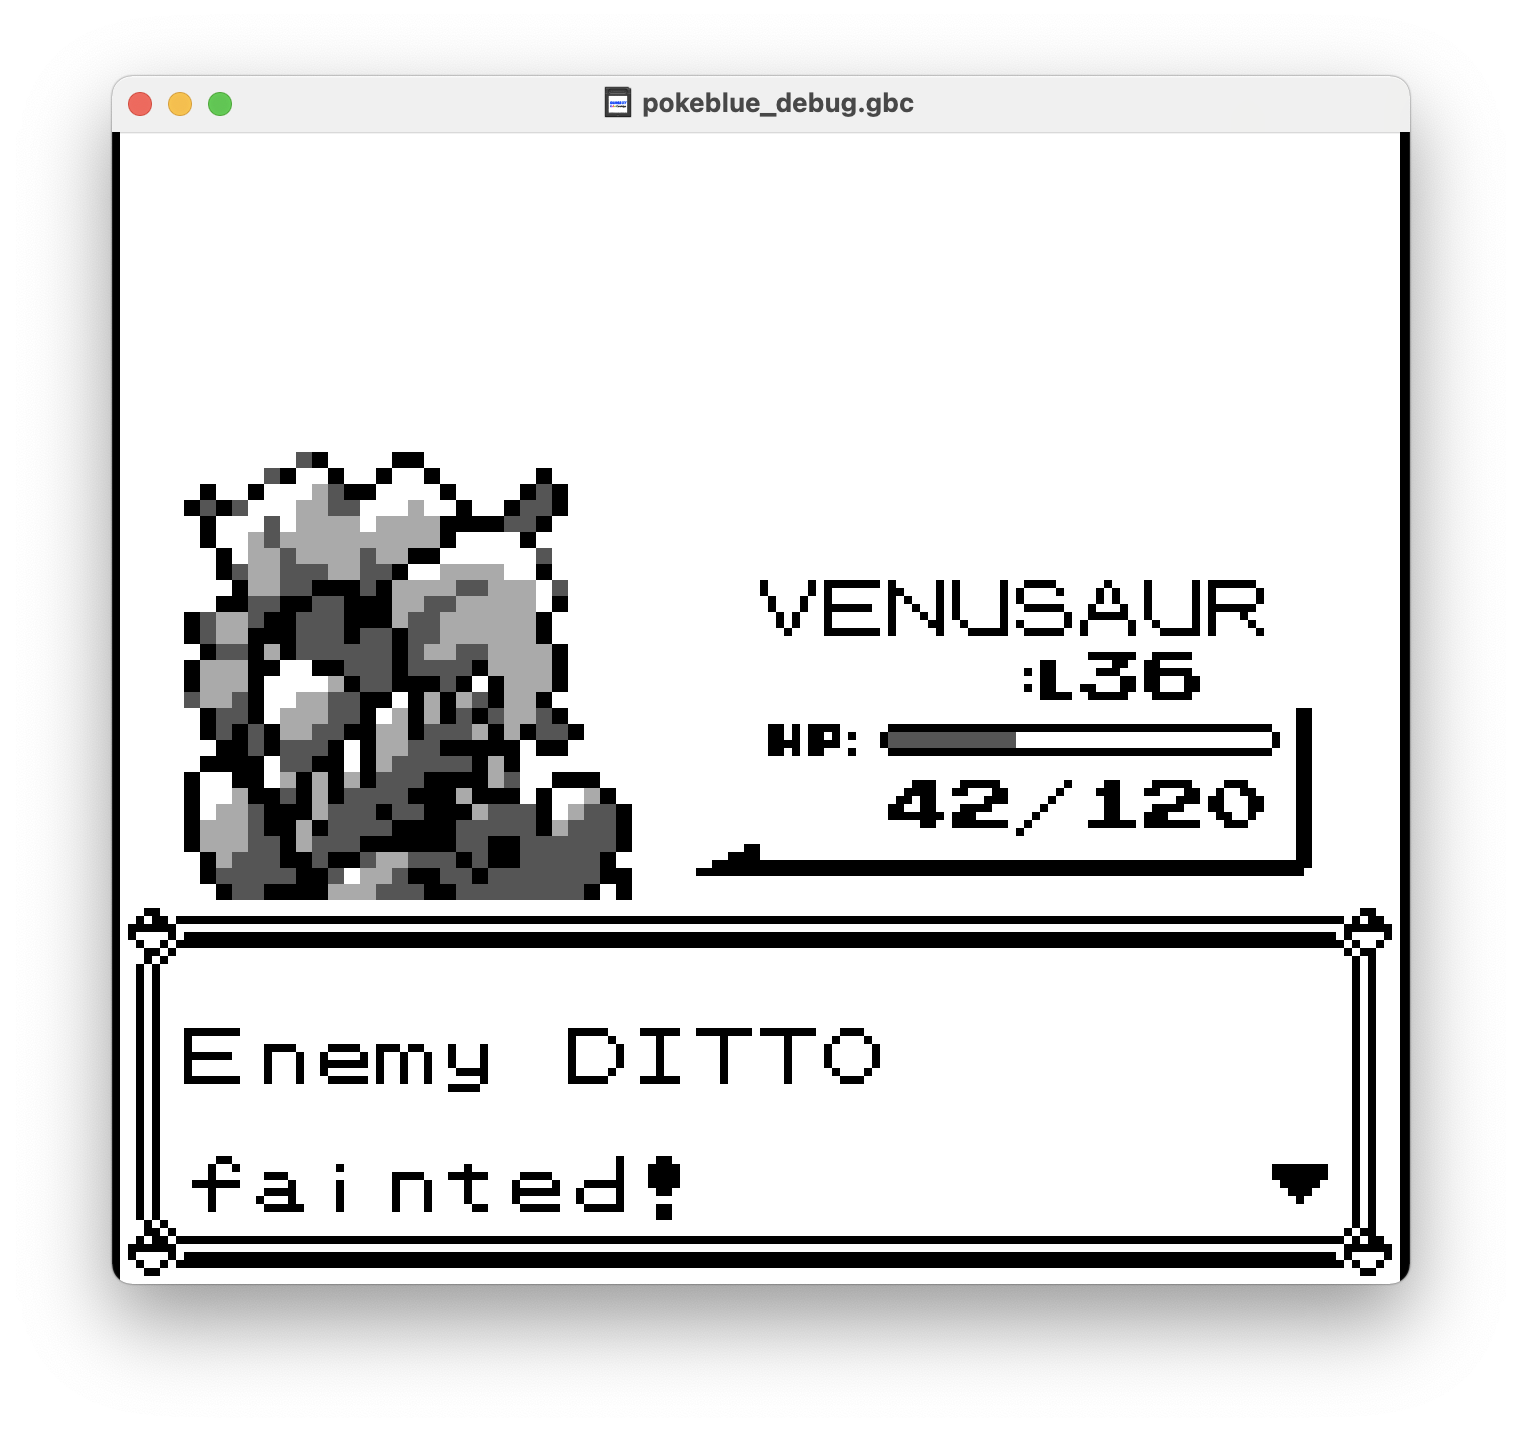 pokeblue_debug.gbc
VENUSAUR
:L36
HP:
42/120
Enemy DITTO
fainted!